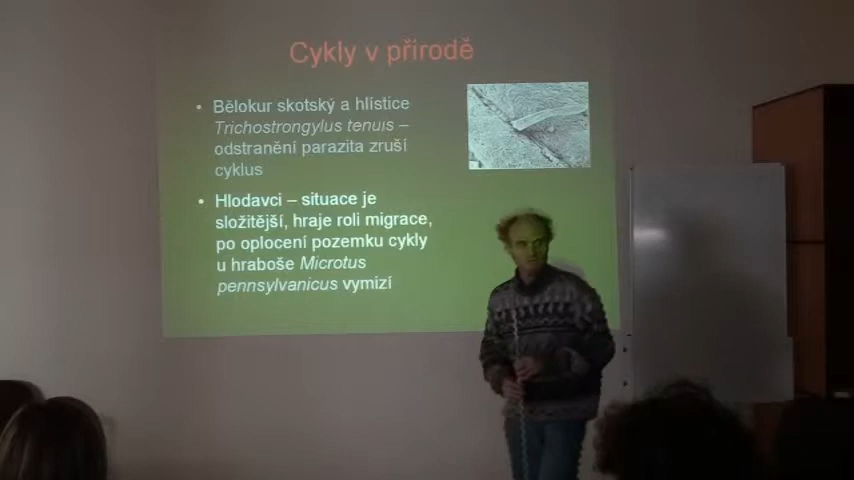 Cykly v přírodě
• Bělokur skotský a hlístice
Trichostrongylus tenuis –
odstranění parazita zruší
cyklus
• Hlodavci – situace je
složitější, hraje roli migrace,
po oplocení pozemku cykly
u hraboše Microtus
pennsylvanicus vymizí